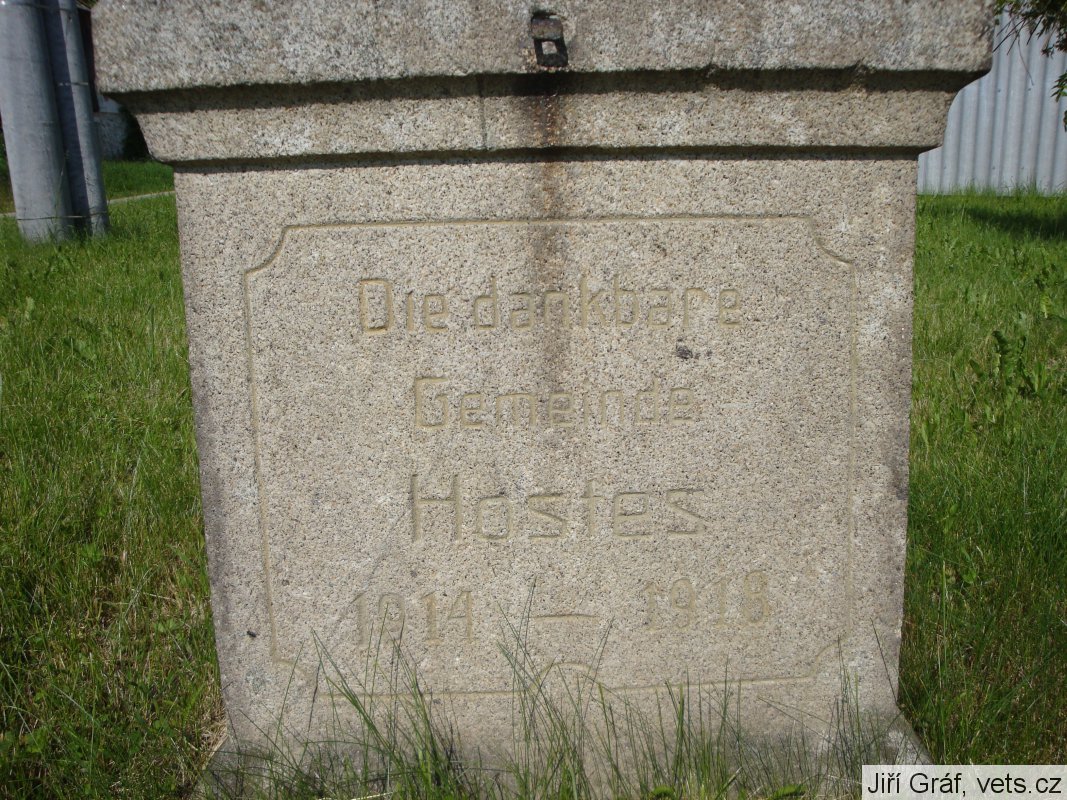 Die dankbare
Gemeinde
Hostes
1914 — 1918
Jiří Gráf, vets.cz